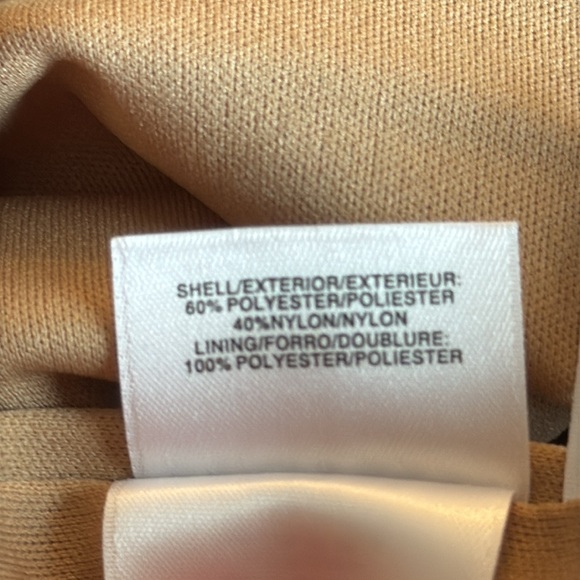 SHELL/EXTERIOR/EXTERIEUR:
60% POLYESTER/POLIESTER
40%NYLON/NYLON
LINING/FORRO/DOUBLURE:
100% POLYESTER/POLIESTER